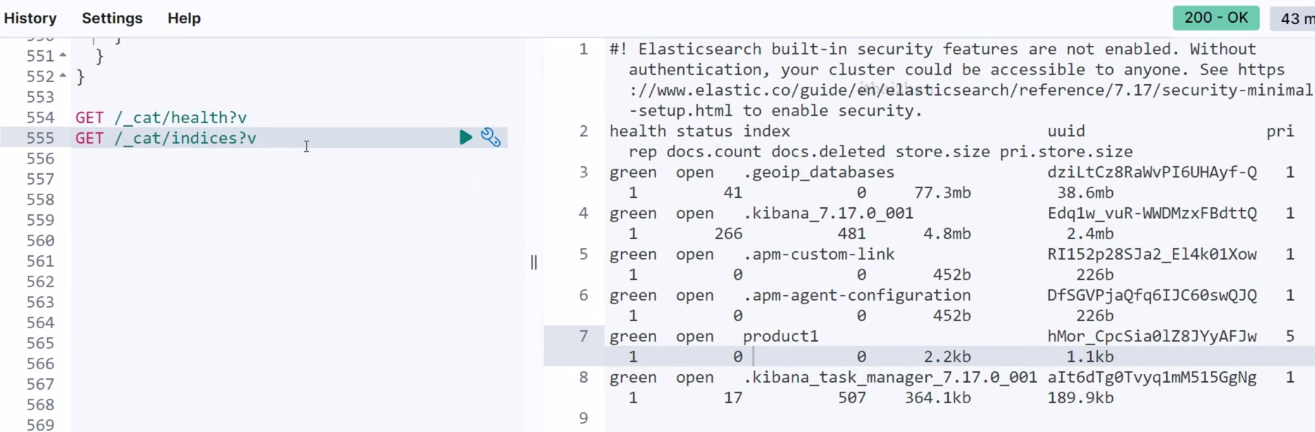 History Settings Help
200 - OK
43 m
551
}
552
}
553
554
GET /_cat/health?v
555
GET /_cat/indices?v
556
557
558
559
560
561
562
563
564
565
566
567
568
569
1
#! Elasticsearch built-in security features are not enabled. Without
authentication, your cluster could be accessible to anyone. See https
://www.elastic.co/guide/en/elasticsearch/reference/7.17/security-minimal
-setup.html to enable security.
2
health status index uuid pri
rep docs.count docs.deleted store.size pri.store.size
3
green open .geoip_databases dziLtCz8RaWvPI6UHAyf-Q 1
1 41 0 77.3mb 38.6mb
4
green open .kibana_7.17.0_001 Edq1w_vuR-WWDMzxFBdttQ 1
1 266 481 4.8mb 2.4mb
5
green open .apm-custom-link RI152p28SJa2_El4k01Xow 1
1 0 0 452b 226b
6
green open .apm-agent-configuration DfSGVPjaQfq6IJC60swQJQ 1
1 0 0 452b 226b
7
green open product1 hMor_CpcSia0lZ8JYyAFJw 5
1 0 0 2.2kb 1.1kb
8
green open .kibana_task_manager_7.17.0_001 aIt6dTg0Tvyq1mM515GgNg 1
1 17 507 364.1kb 189.9kb
9